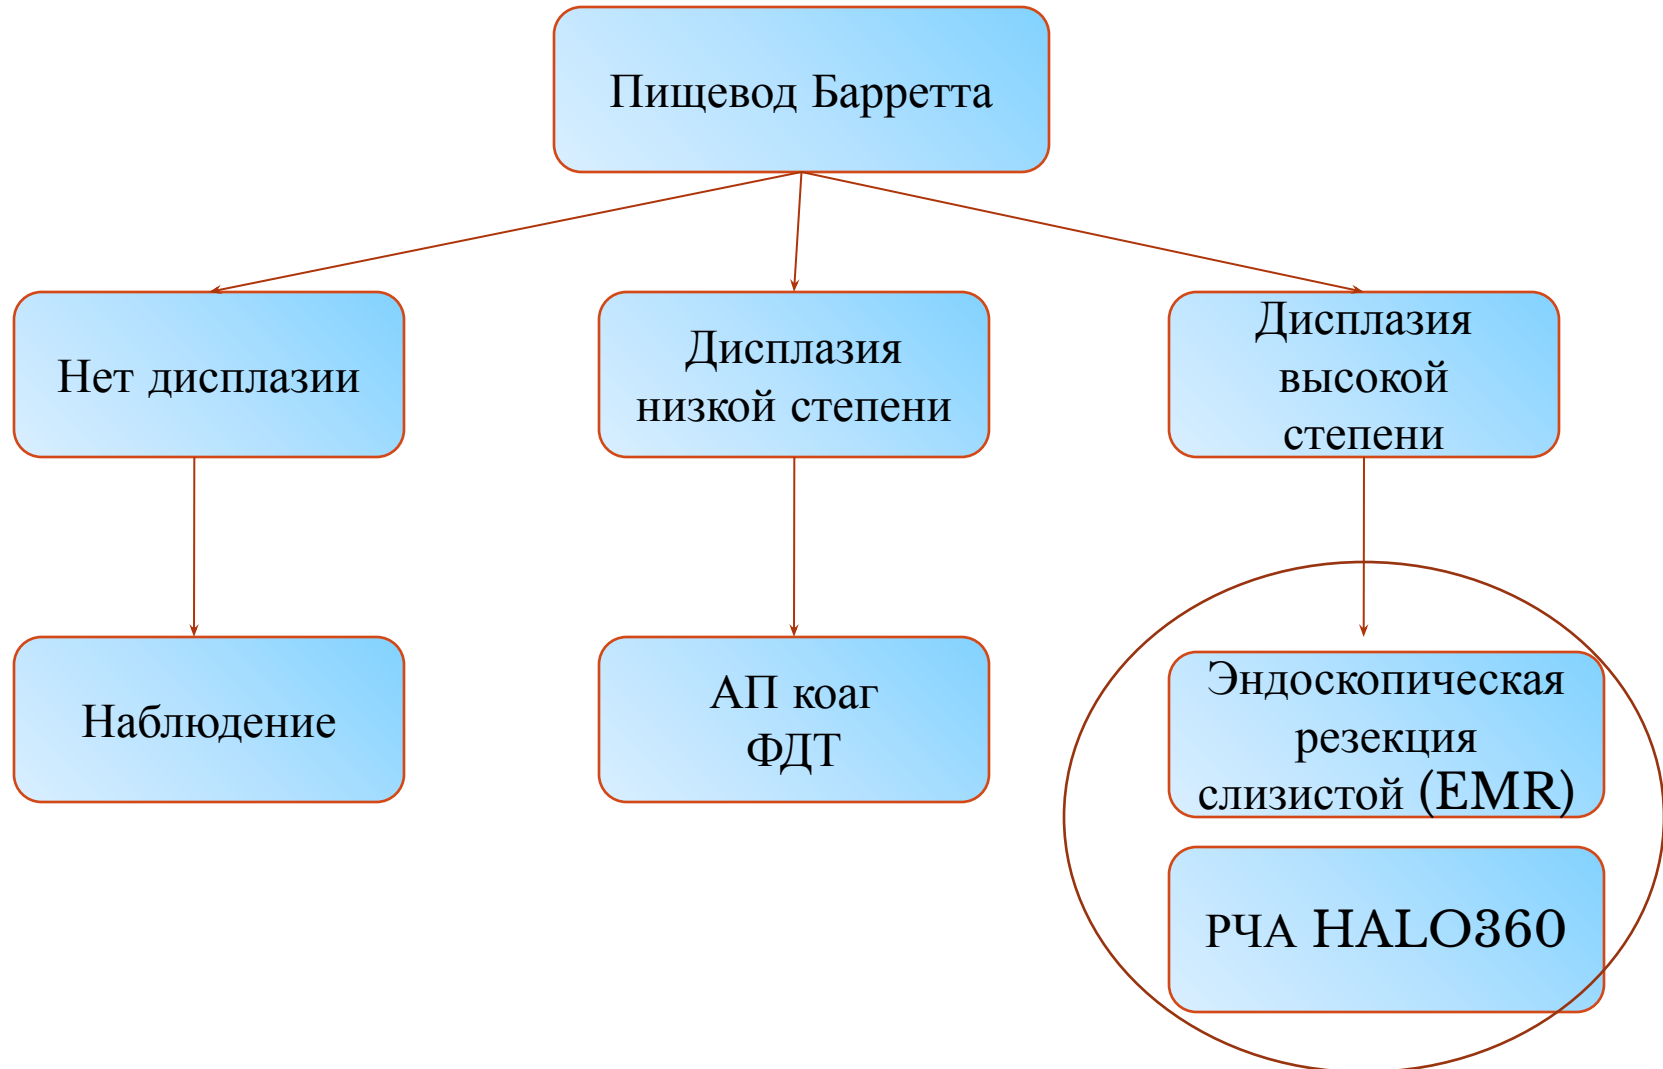 Пищевод Барретта
Нет дисплазии
Дисплазия
низкой степени
Дисплазия
высокой
степени
Наблюдение
АП коаг
ФДТ
Эндоскопическая
резекция
слизистой (EMR)
РЧА HALO360